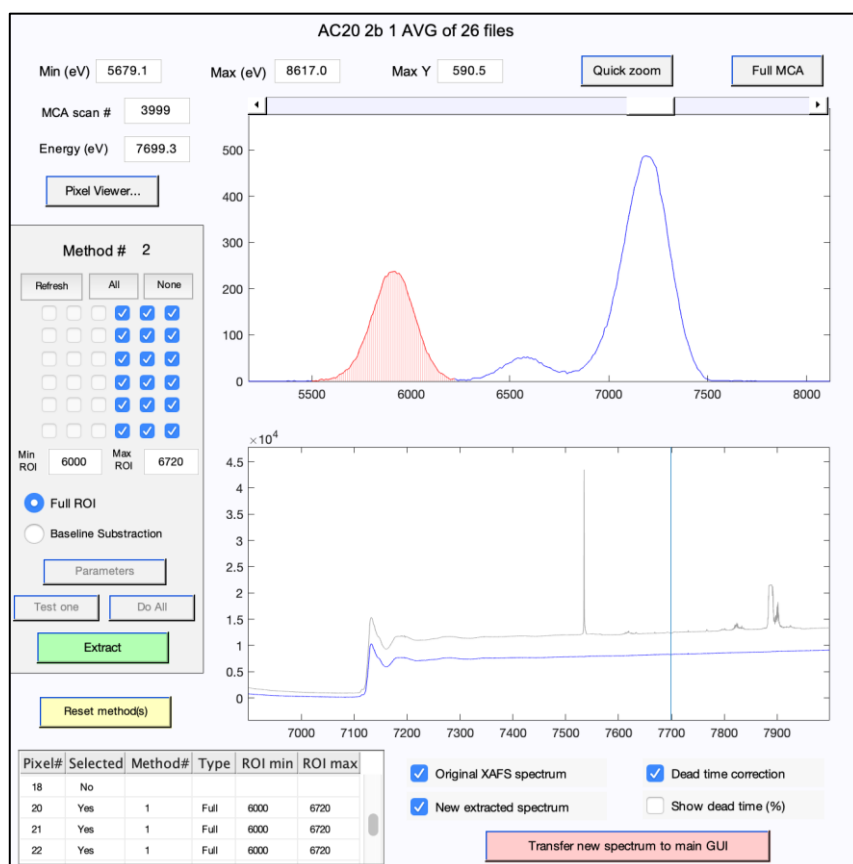 AC20 2b 1 AVG of 26 files
Min (eV) 5679.1 Max (eV) 8617.0 Max Y 590.5 Quick zoom Full MCA
MCA scan # 3999
Energy (eV) 7699.3
Pixel Viewer...
Method # 2
Refresh All None
Min ROI 6000 Max ROI 6720
Full ROI
Baseline Substraction
Parameters
Test one Do All
Extract
Reset method(s)
500
400
300
200
100
0
5500 6000 6500 7000 7500 8000
×10^4
4.5
4
3.5
3
2.5
2
1.5
1
0.5
0
7000 7100 7200 7300 7400 7500 7600 7700 7800 7900
Pixel# Selected Method# Type ROI min ROI max
18 No
20 Yes 1 Full 6000 6720
21 Yes 1 Full 6000 6720
22 Yes 1 Full 6000 6720
Original XAFS spectrum Dead time correction
New extracted spectrum Show dead time (%)
Transfer new spectrum to main GUI